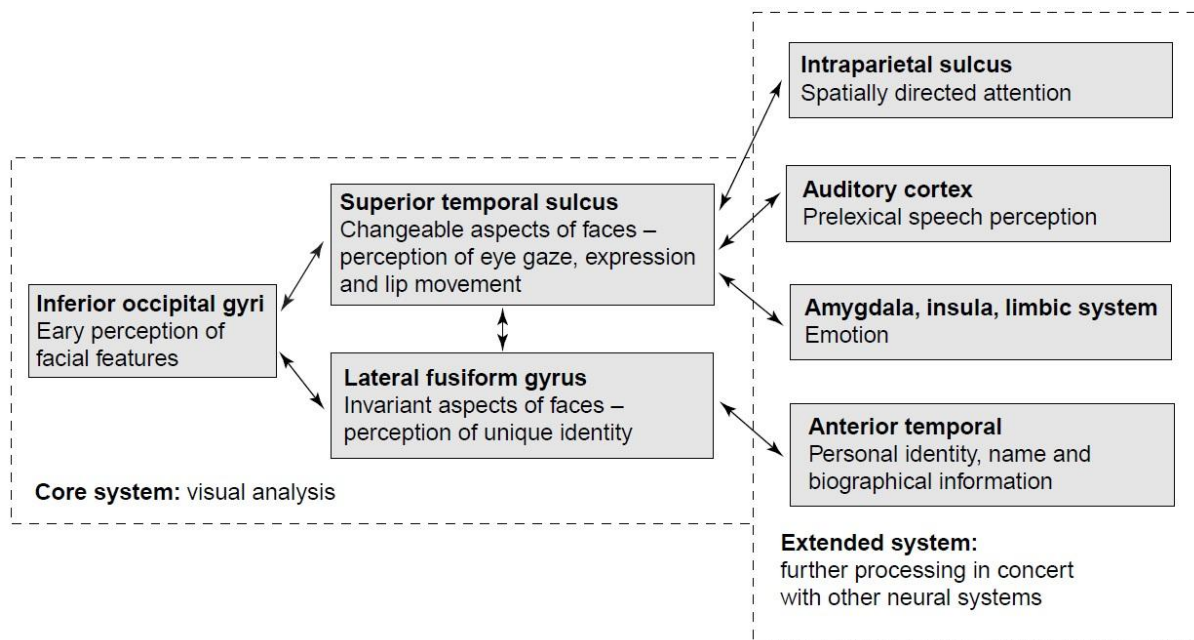 Inferior occipital gyri
Eary perception of
facial features
Superior temporal sulcus
Changeable aspects of faces –
perception of eye gaze, expression
and lip movement
Lateral fusiform gyrus
Invariant aspects of faces –
perception of unique identity
Core system: visual analysis
Intraparietal sulcus
Spatially directed attention
Auditory cortex
Prelexical speech perception
Amygdala, insula, limbic system
Emotion
Anterior temporal
Personal identity, name and
biographical information
Extended system:
further processing in concert
with other neural systems